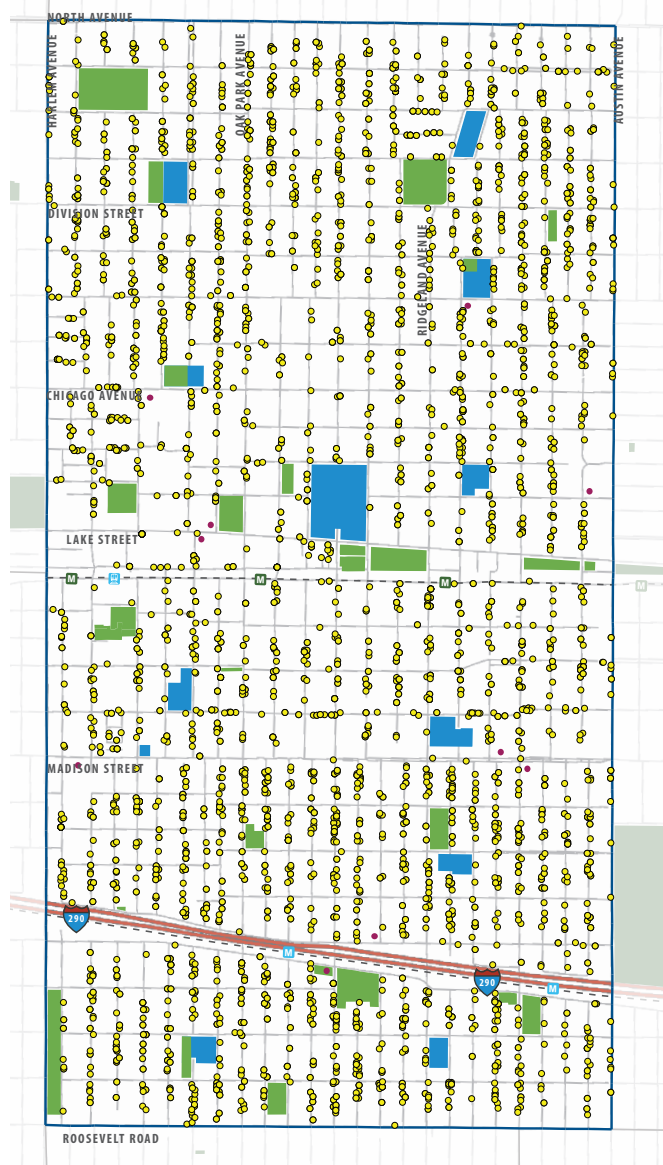 NORTH AVENUE
HARLEM AVENUE
OAK PARK AVENUE
AUSTIN AVENUE
DIVISION STREET
RIDGELAND AVENUE
CHICAGO AVENUE
LAKE STREET
M
M
M
M
MADISON STREET
290
M
290
M
ROOSEVELT ROAD